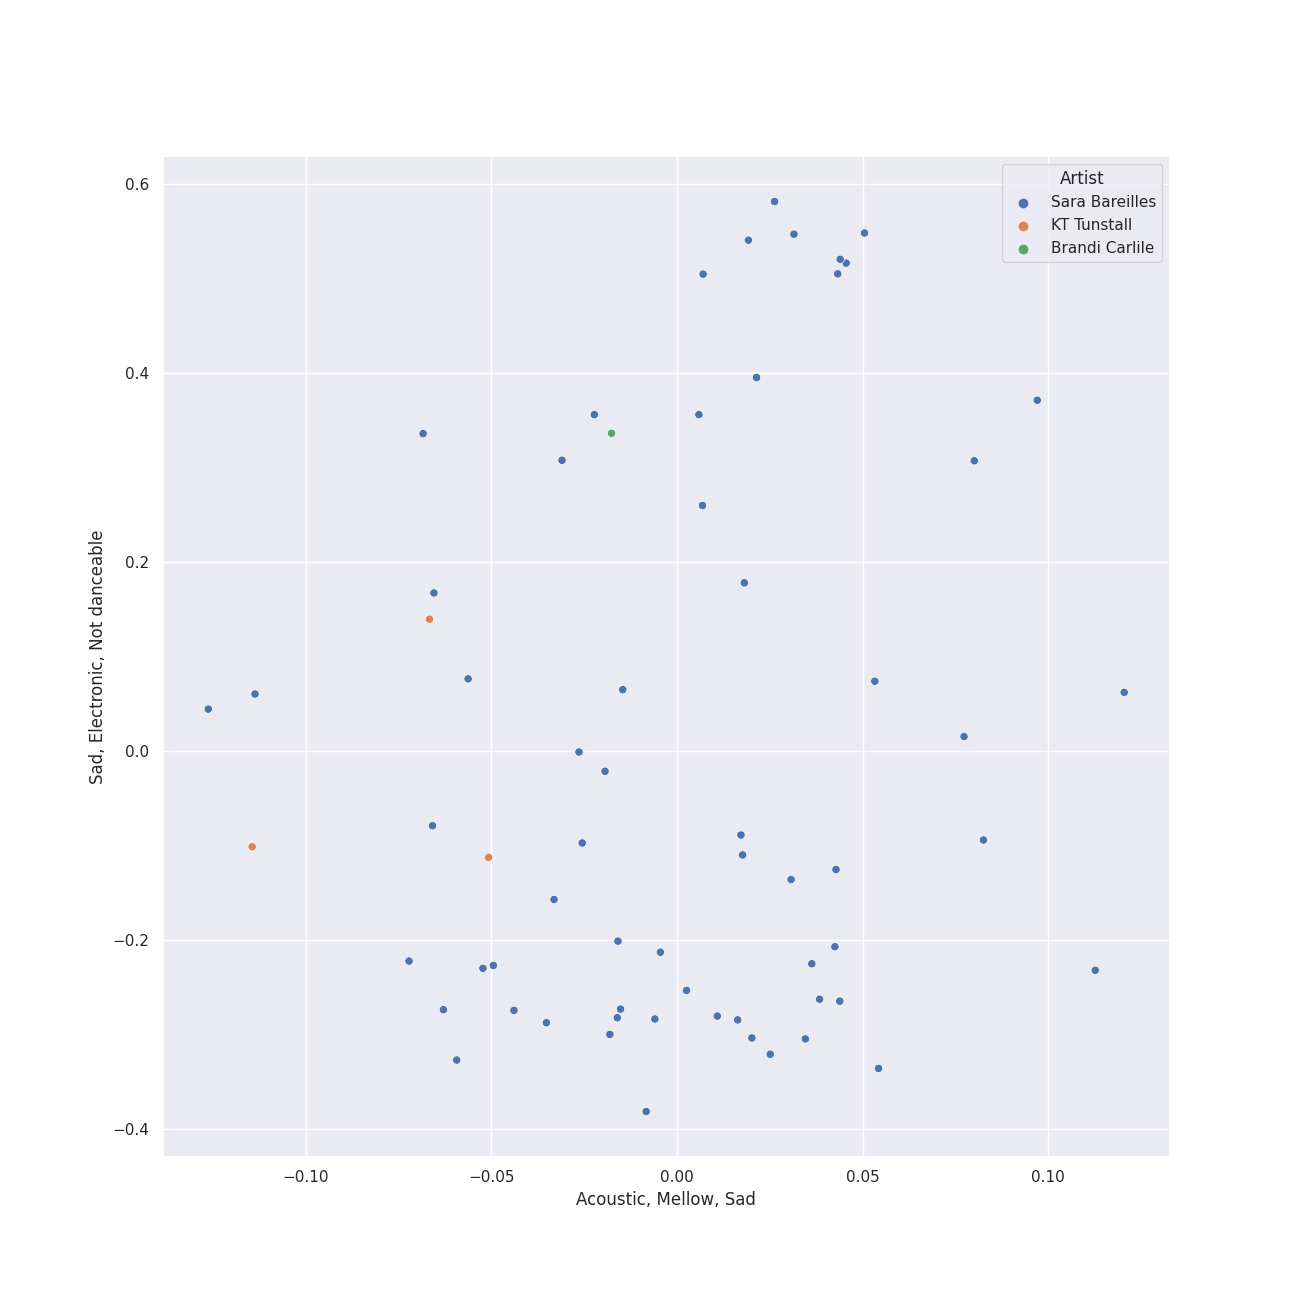 Artist
Sara Bareilles
KT Tunstall
Brandi Carlile
0.6
0.4
0.2
0.0
−0.2
−0.4
Sad, Electronic, Not danceable
−0.10 −0.05 0.00 0.05 0.10
Acoustic, Mellow, Sad